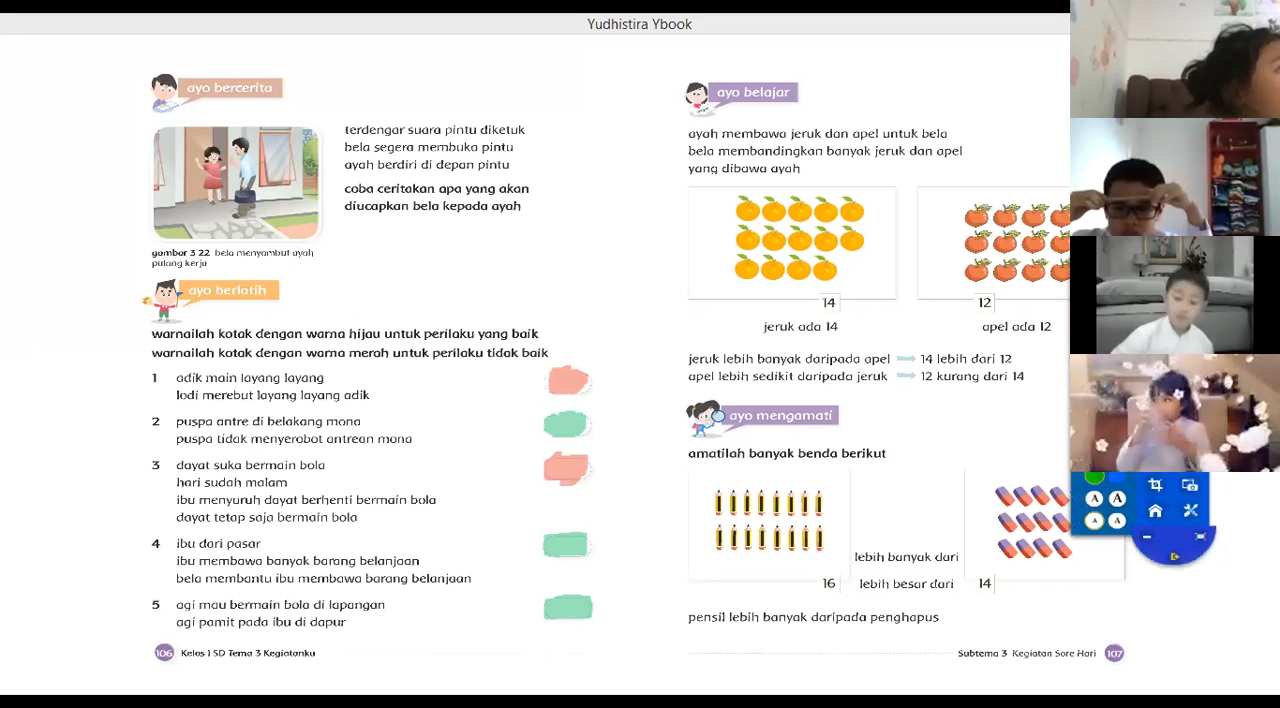 Yudhistira Ybook
ayo bercerita
terdengar suara pintu diketuk
bela segera membuka pintu
ayah berdiri di depan pintu
coba ceritakan apa yang akan
diucapkan bela kepada ayah
gambar 3 22 bela menyambut ayah
pulang kerja
ayo berlatih
warnailah kotak dengan warna hijau untuk perilaku yang baik
warnailah kotak dengan warna merah untuk perilaku tidak baik
1 adik main layang layang
lodi merebut layang layang adik
2 puspa antre di belakang mona
puspa tidak menyerobot antrean mona
3 dayat suka bermain bola
hari sudah malam
ibu menyuruh dayat berhenti bermain bola
dayat tetap saja bermain bola
4 ibu dari pasar
ibu membawa banyak barang belanjaan
bela membantu ibu membawa barang belanjaan
5 agi mau bermain bola di lapangan
agi pamit pada ibu di dapur
106 Kelas I SD Tema 3 Kegiatanku
ayo belajar
ayah membawa jeruk dan apel untuk bela
bela membandingkan banyak jeruk dan apel
yang dibawa ayah
14 12
jeruk ada 14 apel ada 12
jeruk lebih banyak daripada apel 14 lebih dari 12
apel lebih sedikit daripada jeruk 12 kurang dari 14
ayo mengamati
amatilah banyak benda berikut
lebih banyak dari
16 lebih besar dari 14
pensil lebih banyak daripada penghapus
Subtema 3 Kegiatan Sore Hari 107
A A
A A